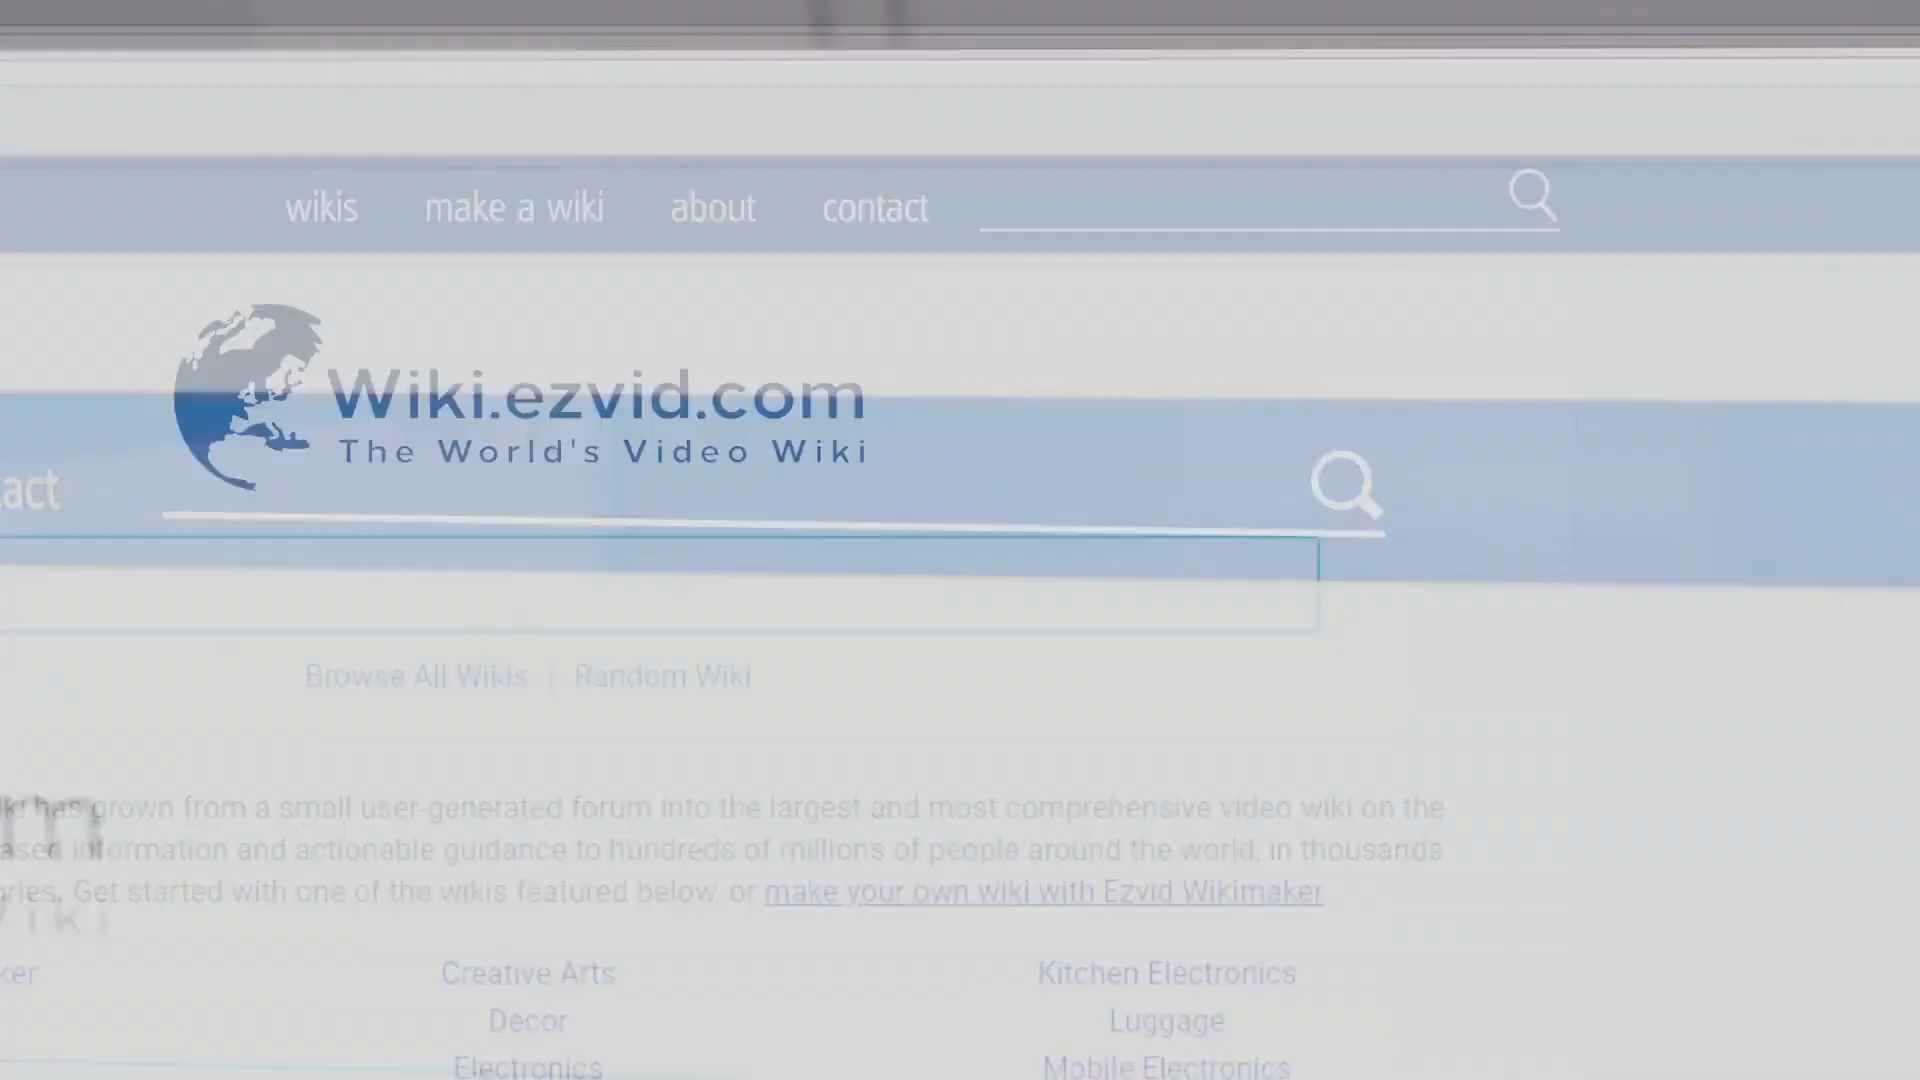 wikis make a wiki about contact
Wiki.ezvid.com
The World's Video Wiki
act
Browse All Wikis | Random Wiki
has grown from a small user-generated forum into the largest and most comprehensive video wiki on the
information and actionable guidance to hundreds of millions of people around the world, in thousands
Get started with one of the wikis featured below, or make your own wiki with Ezvid Wikimaker
iki
ker Creative Arts Kitchen Electronics
Decor Luggage
Electronics Mobile Electronics